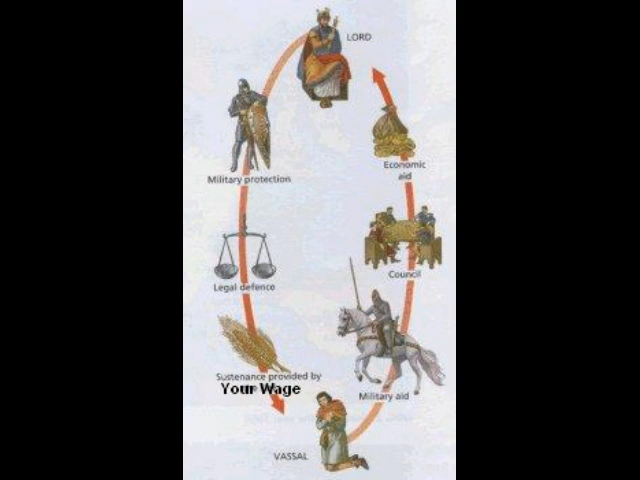 LORD
Military protection
Economic
aid
Legal defence
Council
Sustenance provided by
Your Wage
Military aid
VASSAL